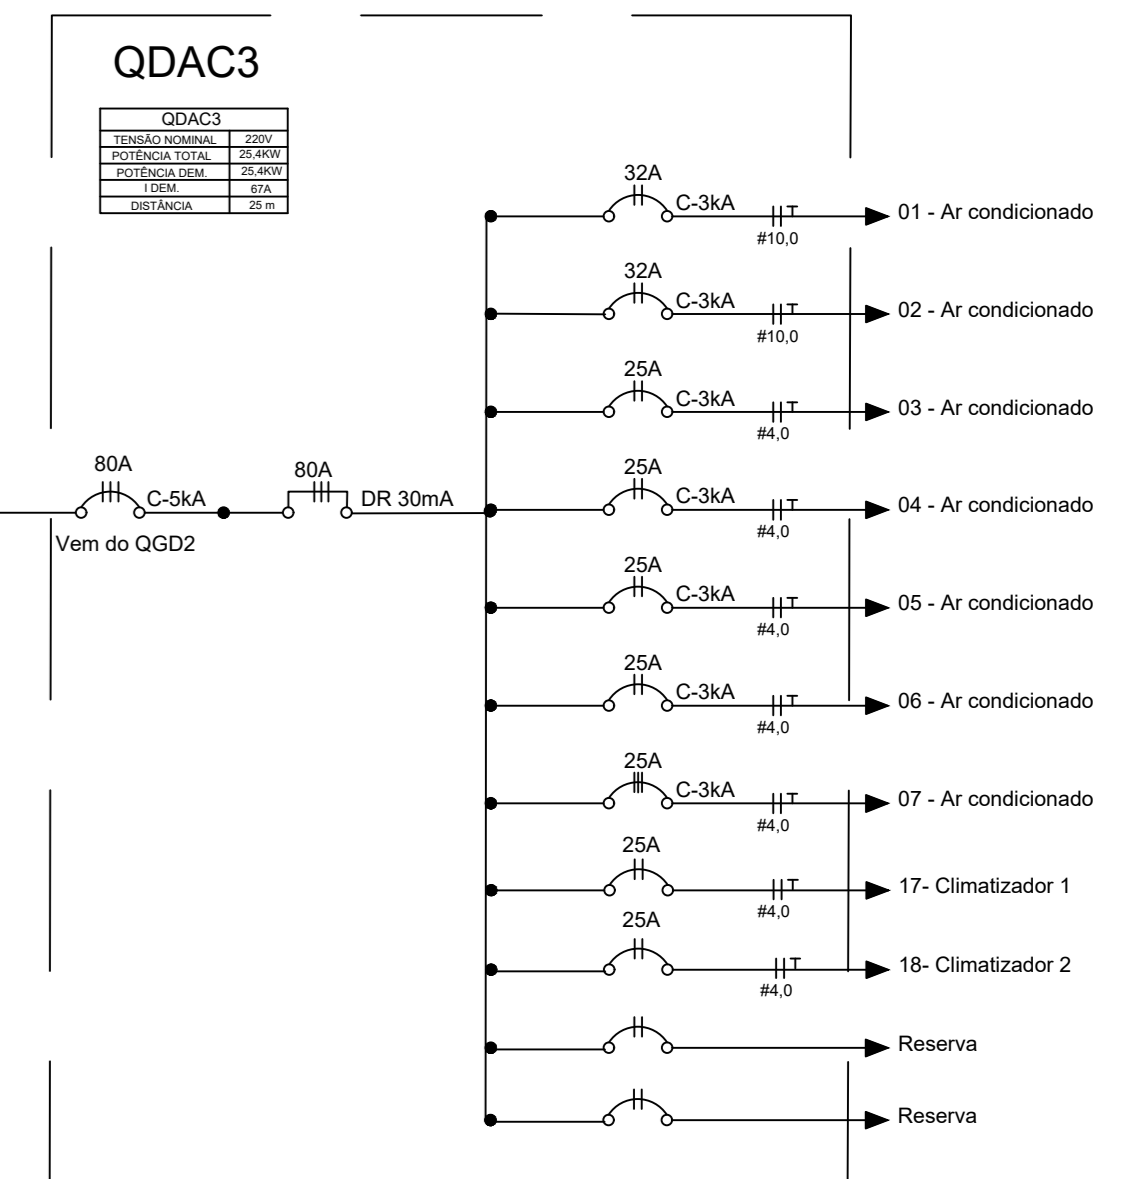 QDAC3
QDAC3
TENSÃO NOMINAL 220V
POTÊNCIA TOTAL 25,4KW
POTÊNCIA DEM. 25,4KW
I DEM. 67A
DISTÂNCIA 25 m
32A
C-3kA
#10,0
01 - Ar condicionado
32A
C-3kA
#10,0
02 - Ar condicionado
25A
C-3kA
#4,0
03 - Ar condicionado
80A
C-5kA
Vem do QGD2
80A
DR 30mA
25A
C-3kA
#4,0
04 - Ar condicionado
25A
C-3kA
#4,0
05 - Ar condicionado
25A
C-3kA
#4,0
06 - Ar condicionado
25A
C-3kA
#4,0
07 - Ar condicionado
25A
#4,0
17- Climatizador 1
25A
#4,0
18- Climatizador 2
Reserva
Reserva